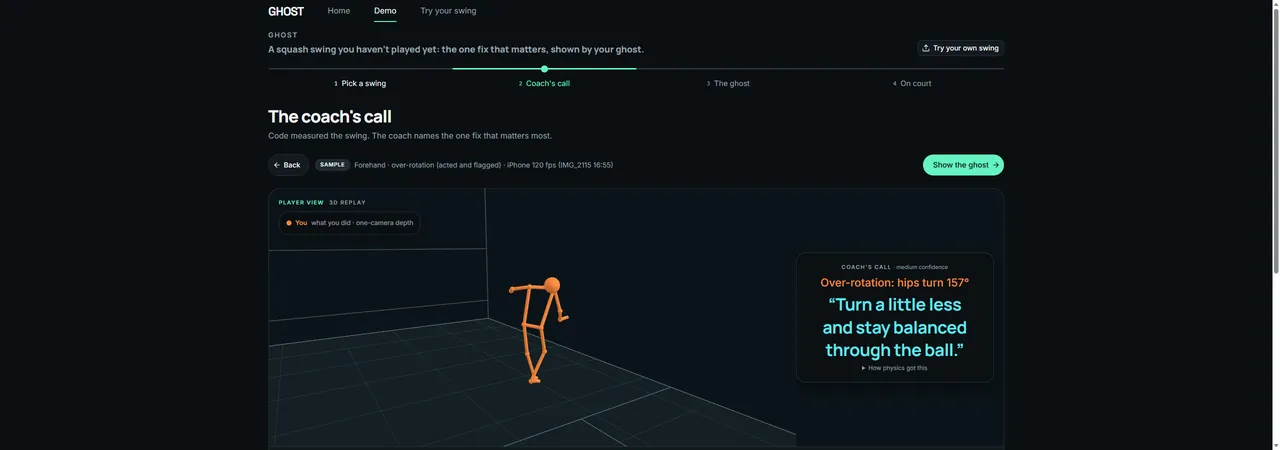 GHOST Home Demo Try your swing
GHOST
A squash swing you haven't played yet: the one fix that matters, shown by your ghost.
Try your own swing
1 Pick a swing 2 Coach's call 3 The ghost 4 On court
The coach's call
Code measured the swing. The coach names the one fix that matters most.
← Back SAMPLE Forehand · over-rotation (acted and flagged) · iPhone 120 fps (IMG_2115 16:55) Show the ghost →
PLAYER VIEW 3D REPLAY
You what you did · one-camera depth
COACH'S CALL · medium confidence
Over-rotation: hips turn 157°
“Turn a little less
and stay balanced
through the ball.”
▶ How physics got this